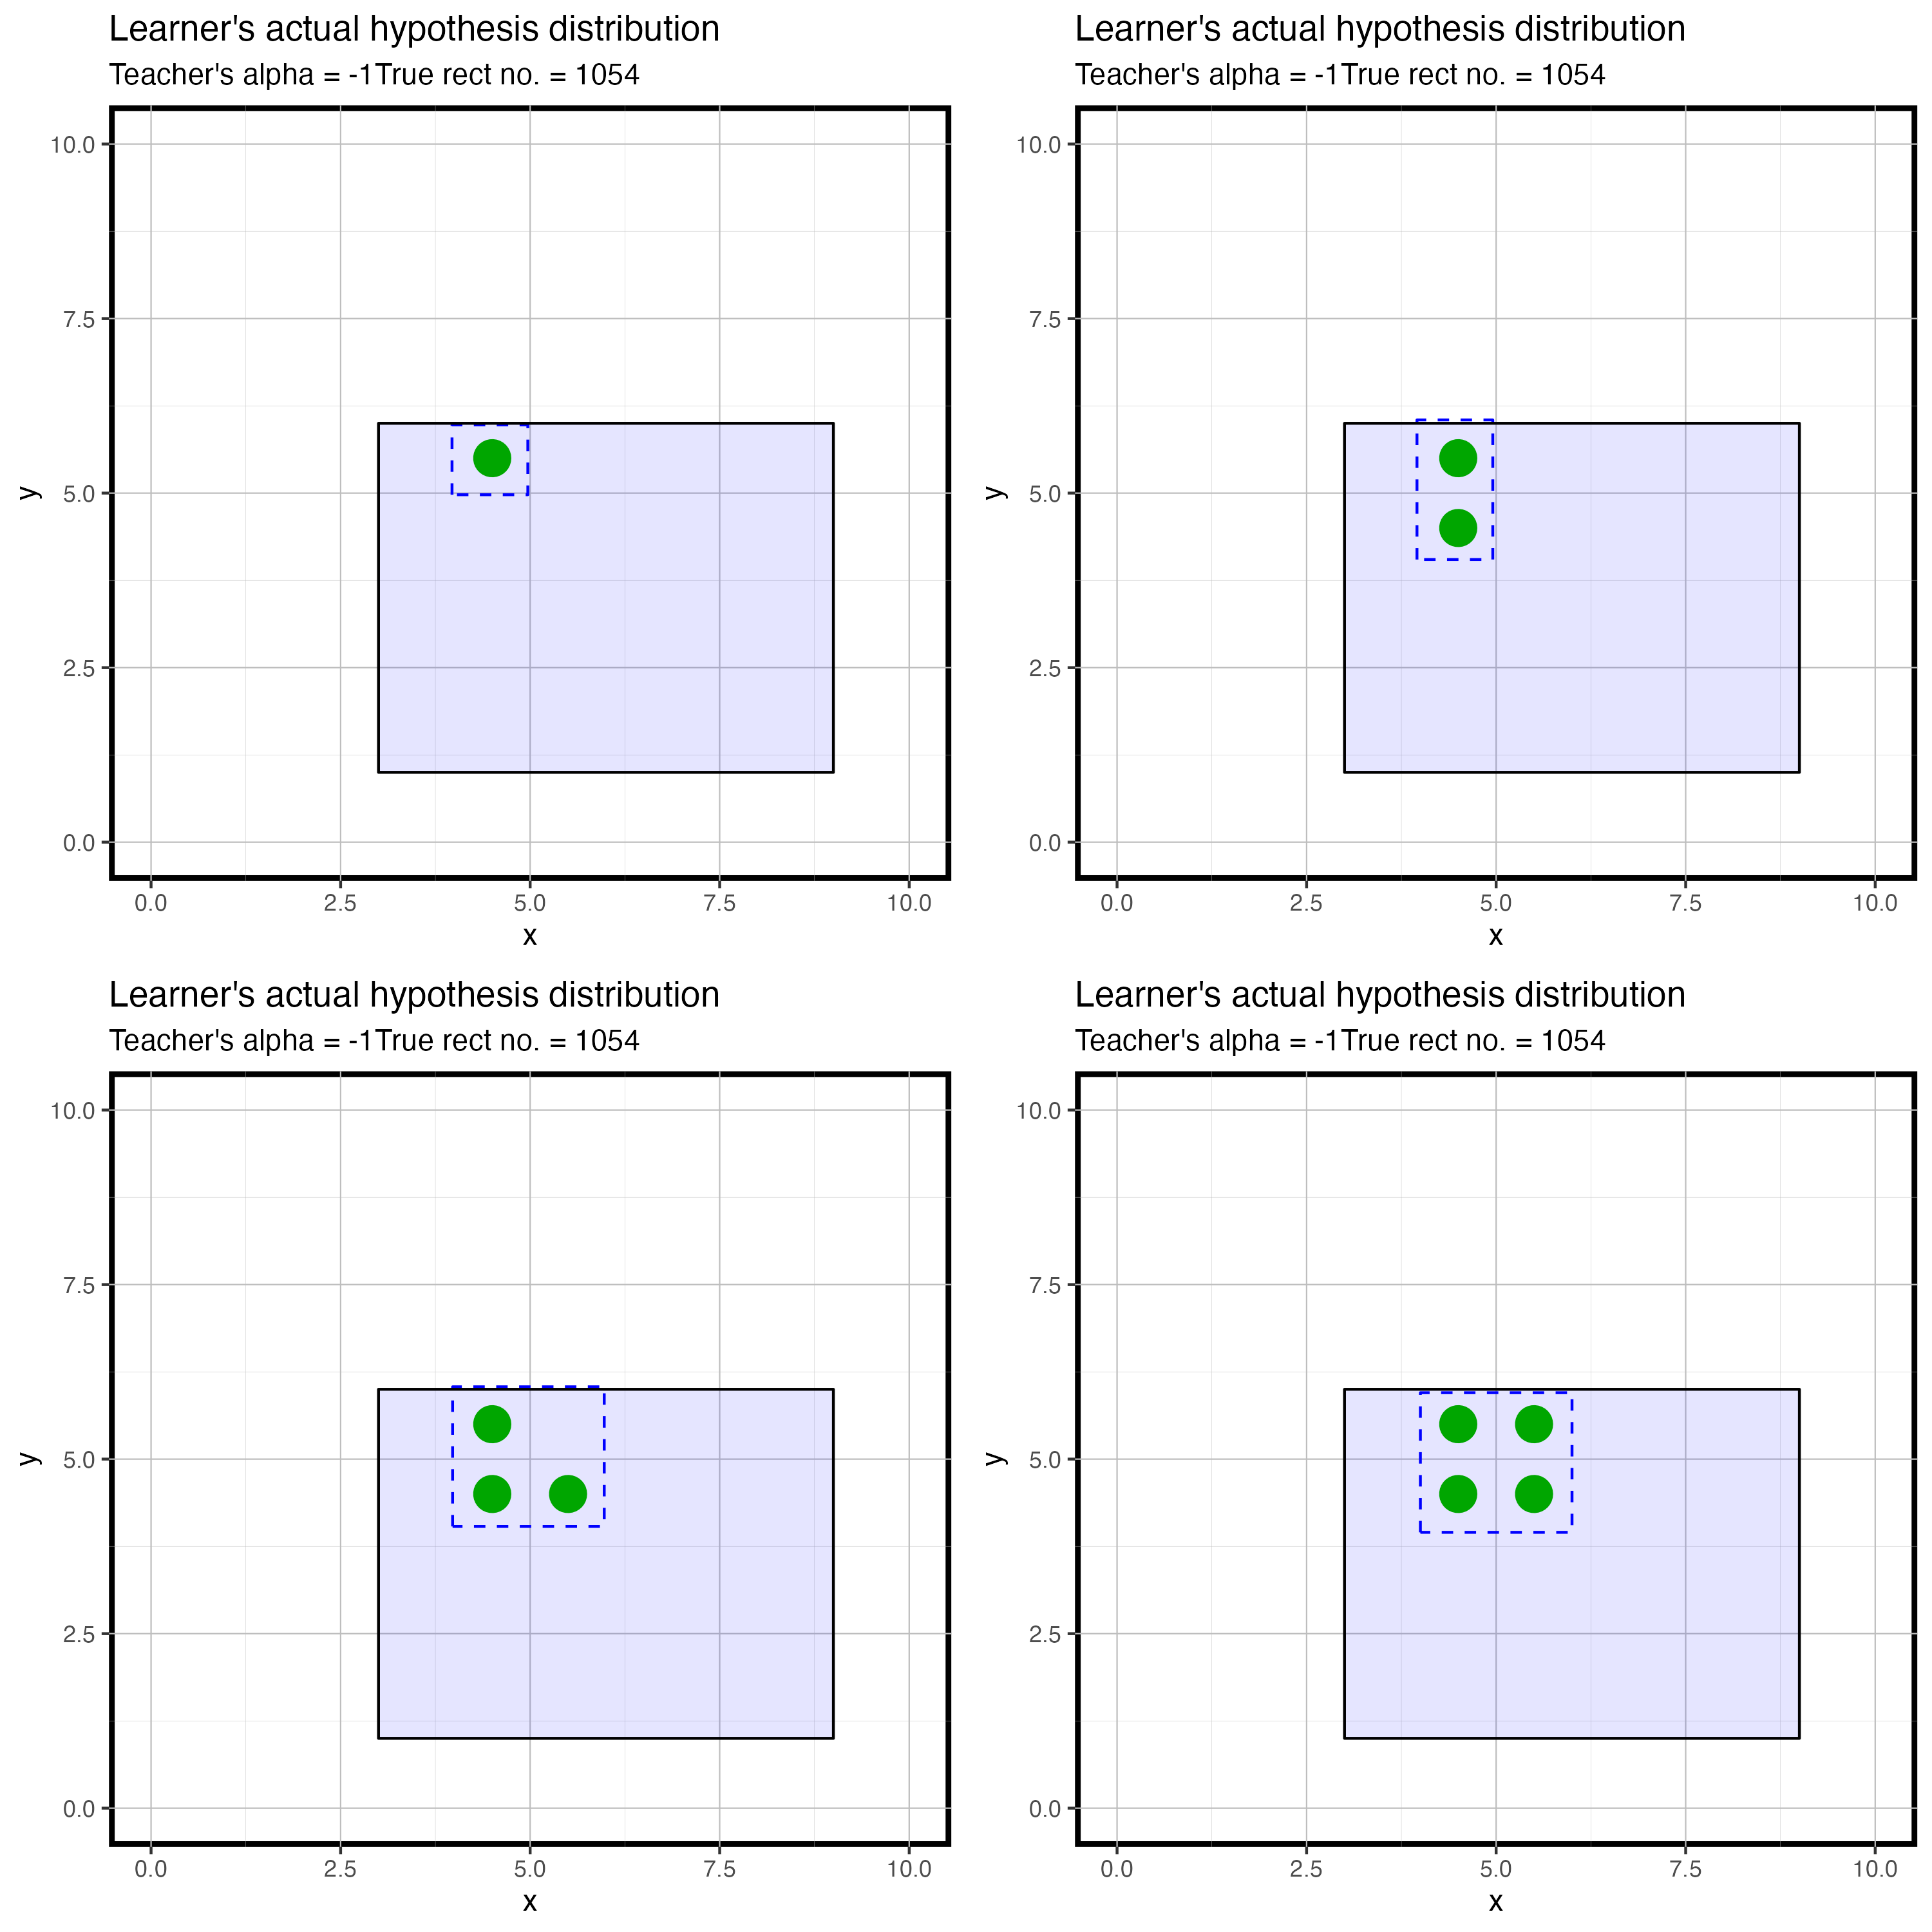 Learner's actual hypothesis distribution
Teacher's alpha = -1True rect no. = 1054
10.0
7.5
5.0
2.5
0.0
y
0.0 2.5 5.0 7.5 10.0
x
Learner's actual hypothesis distribution
Teacher's alpha = -1True rect no. = 1054
10.0
7.5
5.0
2.5
0.0
y
0.0 2.5 5.0 7.5 10.0
x
Learner's actual hypothesis distribution
Teacher's alpha = -1True rect no. = 1054
10.0
7.5
5.0
2.5
0.0
y
0.0 2.5 5.0 7.5 10.0
x
Learner's actual hypothesis distribution
Teacher's alpha = -1True rect no. = 1054
10.0
7.5
5.0
2.5
0.0
y
0.0 2.5 5.0 7.5 10.0
x